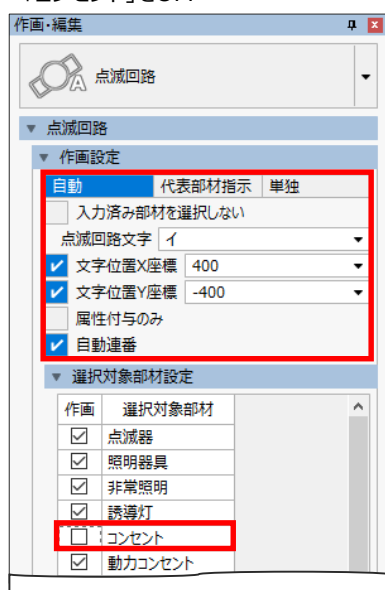 作画・編集
点滅回路
点滅回路
作画設定
自動 代表部材指示 単独
入力済み部材を選択しない
点滅回路文字 イ
文字位置X座標 400
文字位置Y座標 -400
属性付与のみ
自動連番
選択対象部材設定
作画 選択対象部材
点滅器
照明器具
非常照明
誘導灯
コンセント
動力コンセント